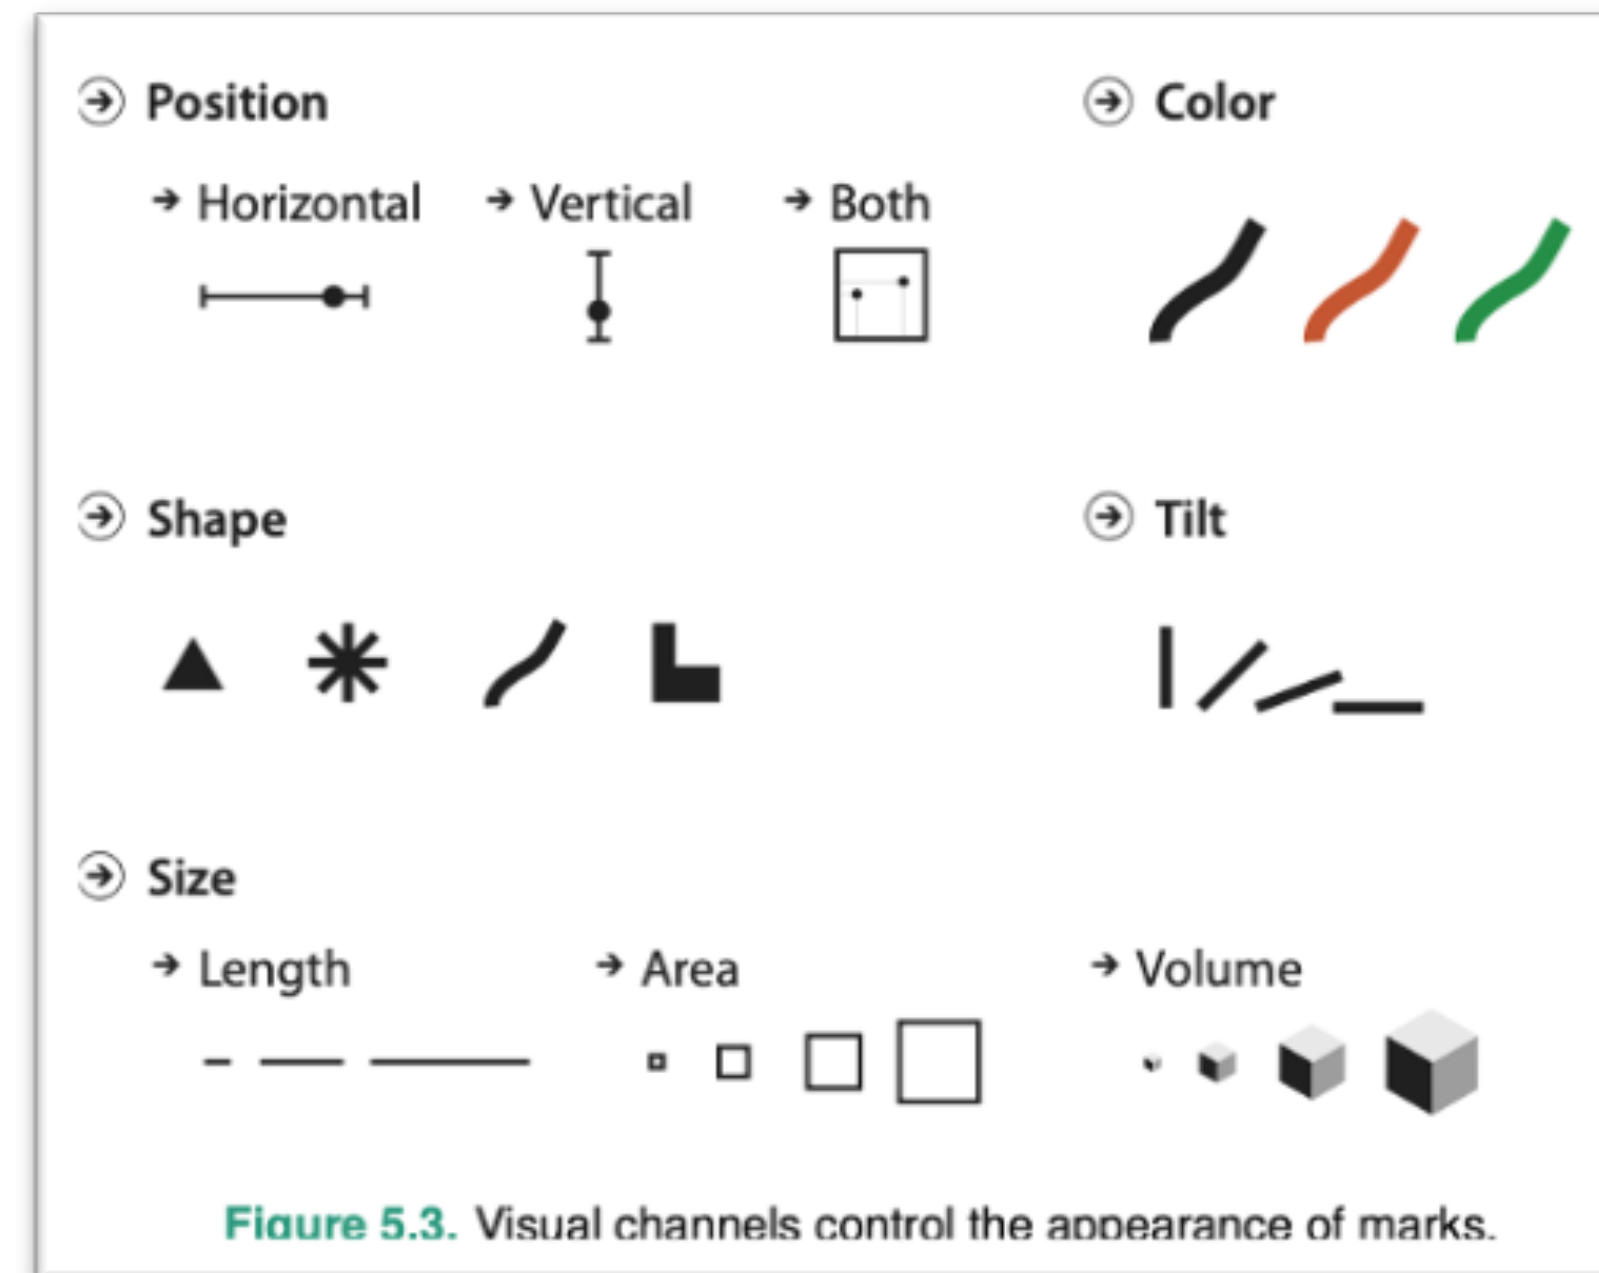 Position
Color
Horizontal
Vertical
Both
Shape
Tilt
Size
Length
Area
Volume
Figure 5.3. Visual channels control the appearance of marks.